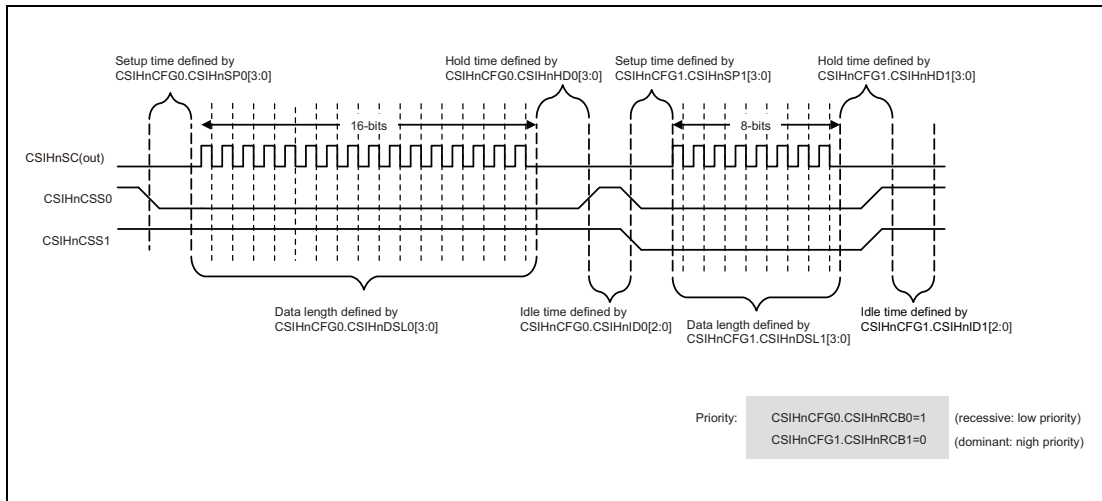 Setup time defined by
CSIHnCFG0.CSIHnSP0[3:0]
Hold time defined by
CSIHnCFG0.CSIHnHD0[3:0]
Setup time defined by
CSIHnCFG1.CSIHnSP1[3:0]
Hold time defined by
CSIHnCFG1.CSIHnHD1[3:0]
16-bits
8-bits
CSIHnSC(out)
CSIHnCSS0
CSIHnCSS1
Data length defined by
CSIHnCFG0.CSIHnDSL0[3:0]
Idle time defined by
CSIHnCFG0.CSIHnID0[2:0]
Data length defined by
CSIHnCFG1.CSIHnDSL1[3:0]
Idle time defined by
CSIHnCFG1.CSIHnID1[2:0]
Priority: CSIHnCFG0.CSIHnRCB0=1 (recessive: low priority)
CSIHnCFG1.CSIHnRCB1=0 (dominant: nigh priority)